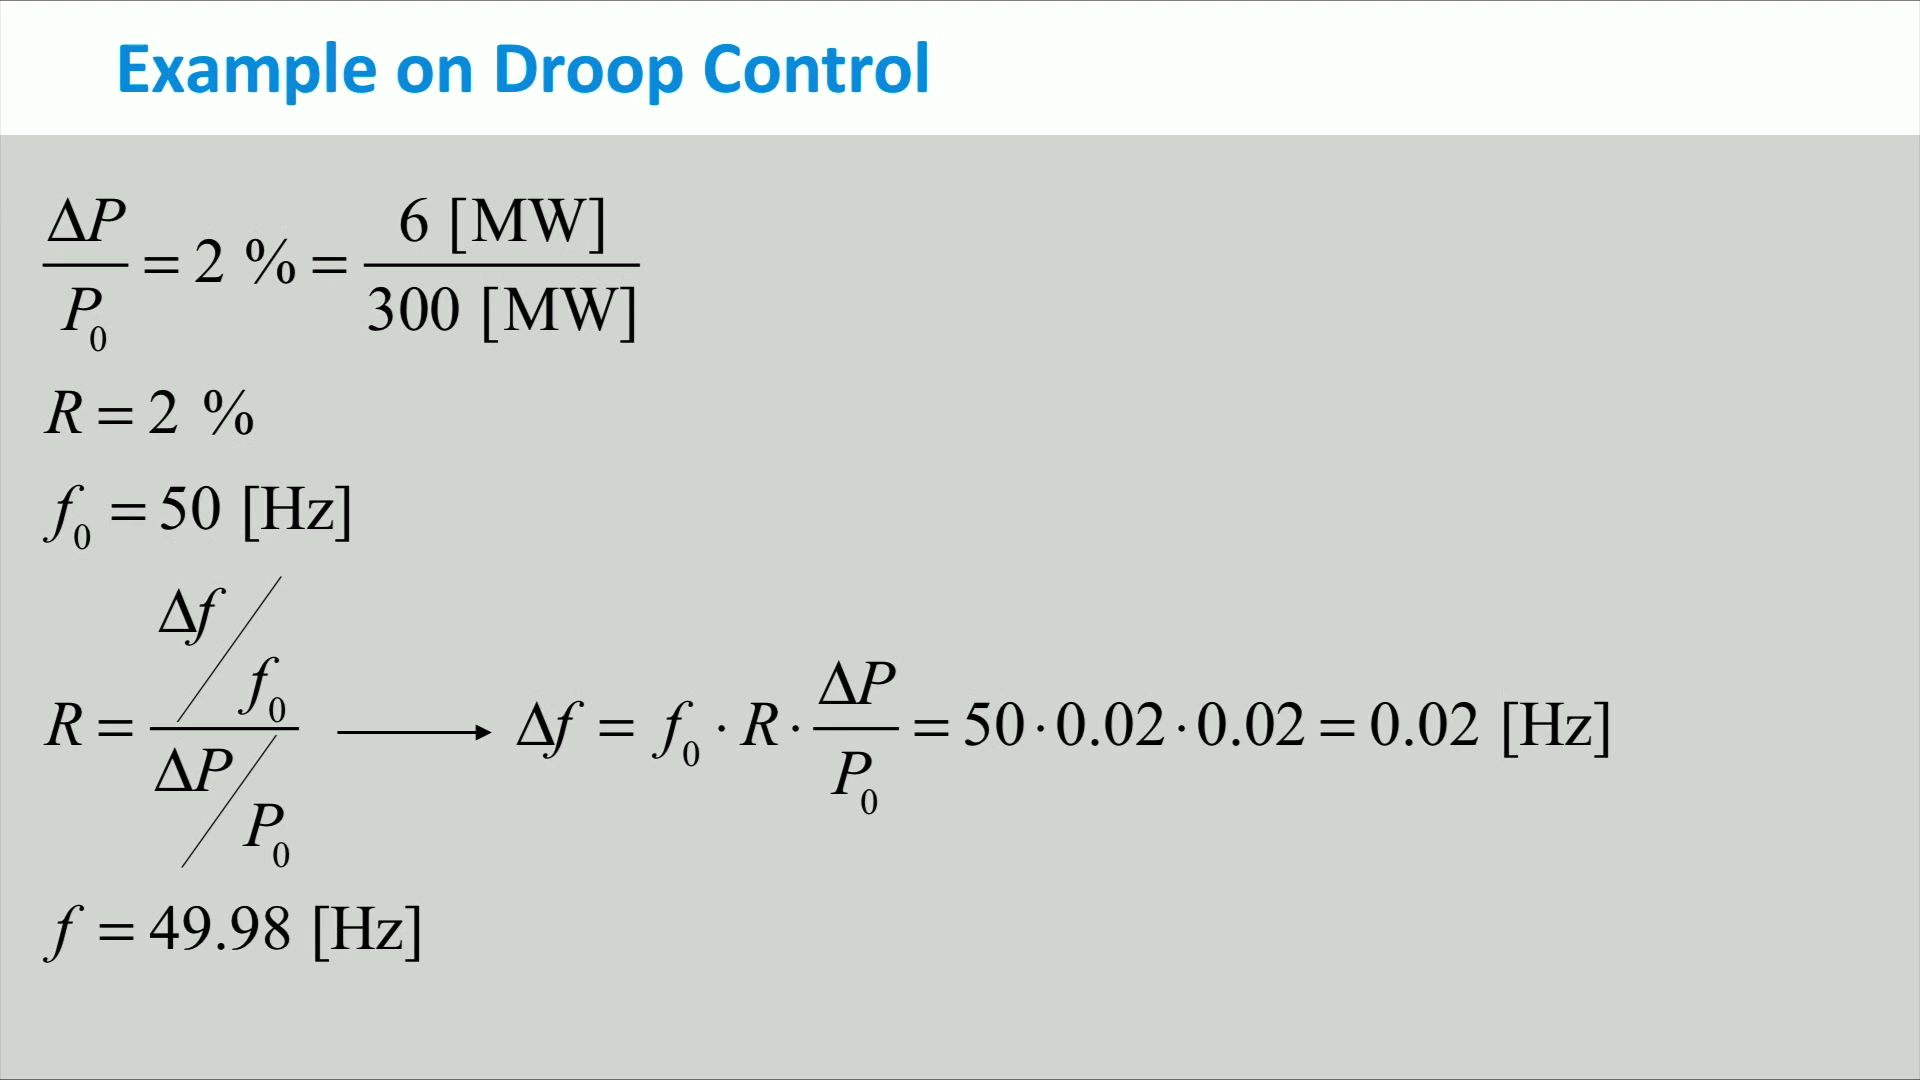 Example on Droop Control
ΔP/P₀ = 2 % = 6 [MW]/300 [MW]
R = 2 %
f₀ = 50 [Hz]
R = (Δf/f₀)/(ΔP/P₀) ⟶ Δf = f₀ · R · ΔP/P₀ = 50 · 0.02 · 0.02 = 0.02 [Hz]
f = 49.98 [Hz]